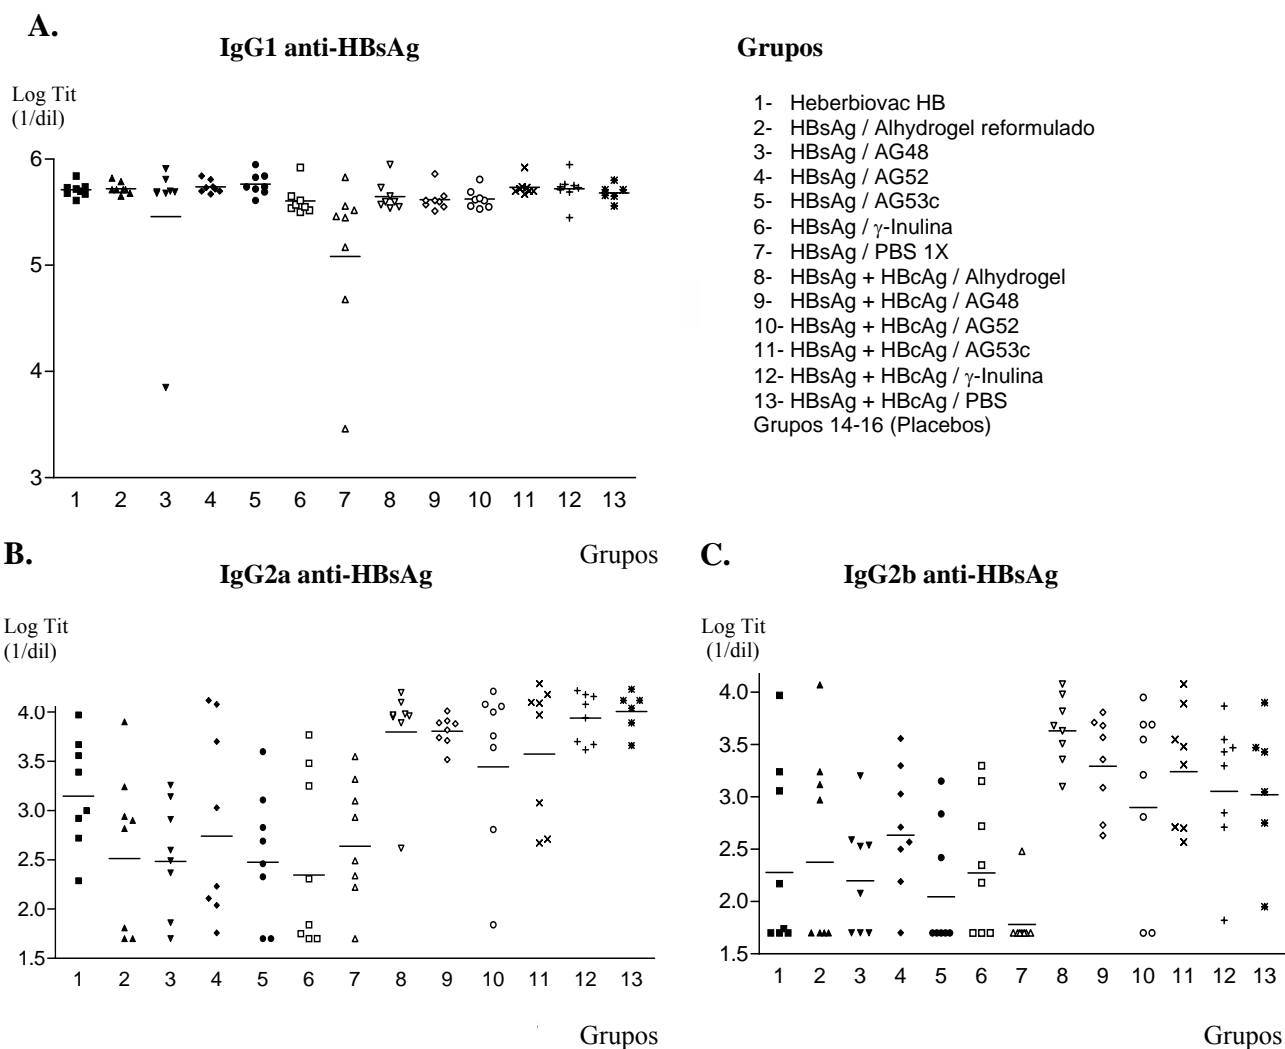 A.
IgG1 anti-HBsAg
Log Tit
(1/dil)
6
5
4
3
1 2 3 4 5 6 7 8 9 10 11 12 13
Grupos
Grupos
1- Heberbiovac HB
2- HBsAg / Alhydrogel reformulado
3- HBsAg / AG48
4- HBsAg / AG52
5- HBsAg / AG53c
6- HBsAg / γ-Inulina
7- HBsAg / PBS 1X
8- HBsAg + HBcAg / Alhydrogel
9- HBsAg + HBcAg / AG48
10- HBsAg + HBcAg / AG52
11- HBsAg + HBcAg / AG53c
12- HBsAg + HBcAg / γ-Inulina
13- HBsAg + HBcAg / PBS
Grupos 14-16 (Placebos)
B.
IgG2a anti-HBsAg
Log Tit
(1/dil)
4.0
3.5
3.0
2.5
2.0
1.5
1 2 3 4 5 6 7 8 9 10 11 12 13
Grupos
C.
IgG2b anti-HBsAg
Log Tit
(1/dil)
4.0
3.5
3.0
2.5
2.0
1.5
1 2 3 4 5 6 7 8 9 10 11 12 13
Grupos